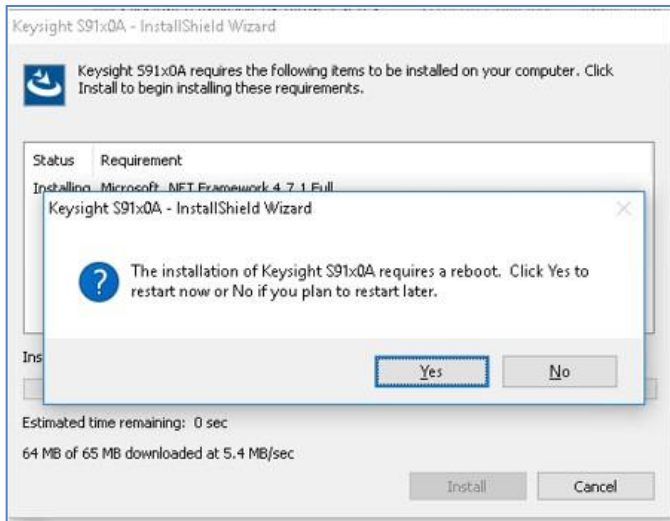 Keysight S91x0A - InstallShield Wizard
Keysight S91x0A requires the following items to be installed on your computer. Click
Install to begin installing these requirements.
Status Requirement
Installing Microsoft .NET Framework 4.7.1 Full
Keysight S91x0A - InstallShield Wizard
The installation of Keysight S91x0A requires a reboot. Click Yes to
restart now or No if you plan to restart later.
Ins
Yes No
Estimated time remaining: 0 sec
64 MB of 65 MB downloaded at 5.4 MB/sec
Install Cancel